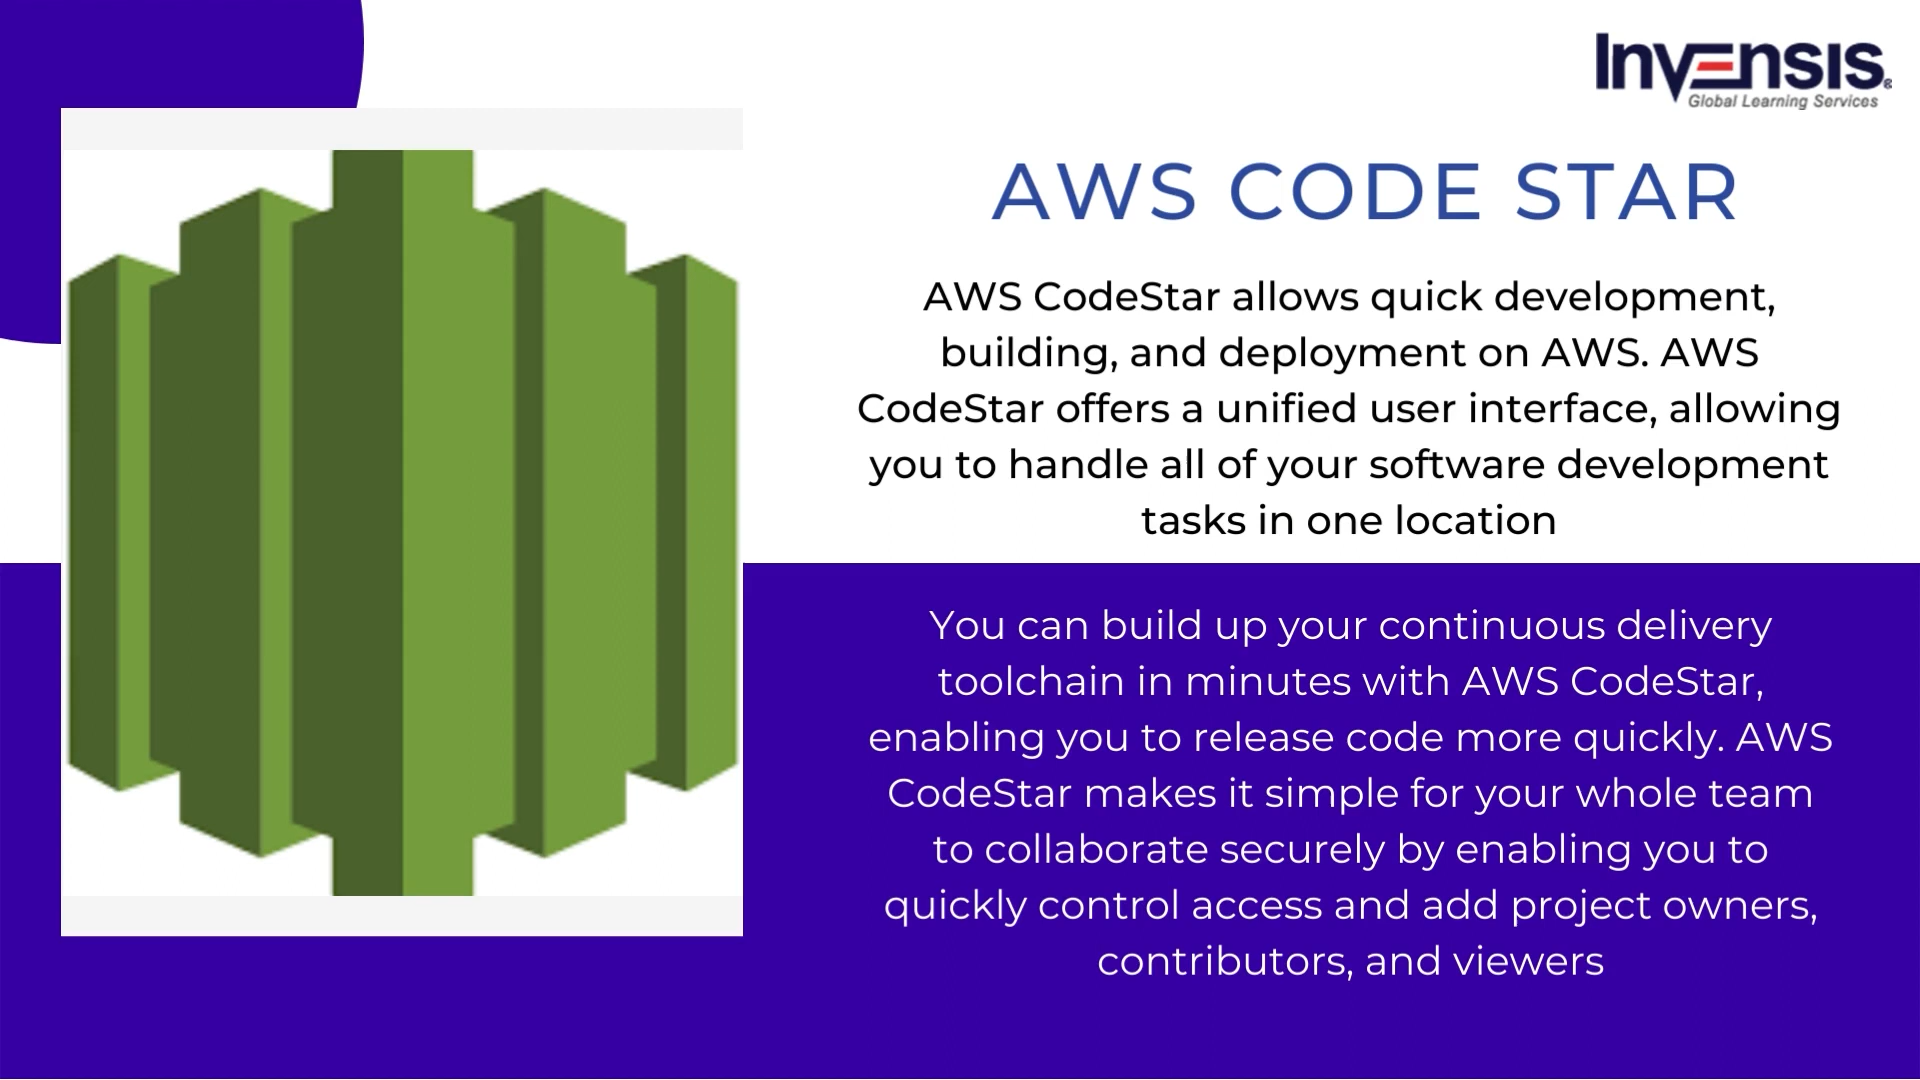 Invensis
Global Learning Services
AWS CODE STAR
AWS CodeStar allows quick development,
building, and deployment on AWS. AWS
CodeStar offers a unified user interface, allowing
you to handle all of your software development
tasks in one location
You can build up your continuous delivery
toolchain in minutes with AWS CodeStar,
enabling you to release code more quickly. AWS
CodeStar makes it simple for your whole team
to collaborate securely by enabling you to
quickly control access and add project owners,
contributors, and viewers